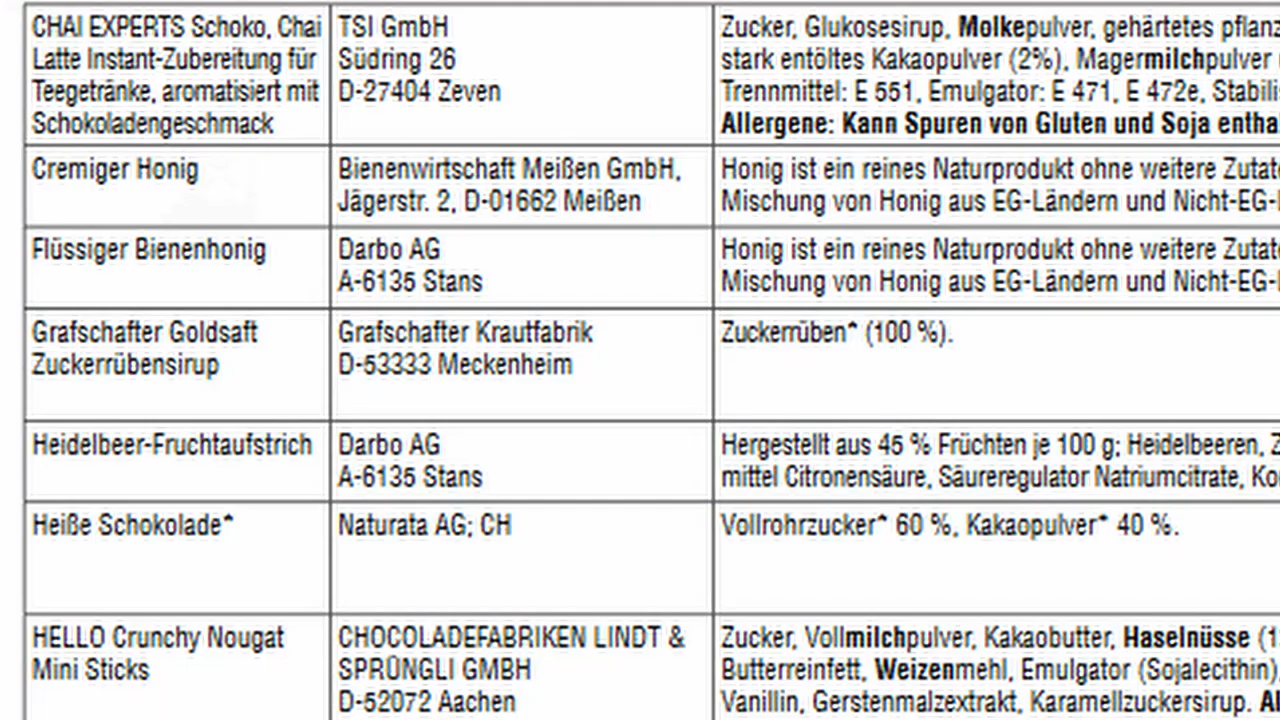 CHAI EXPERTS Schoko, Chai
Latte Instant-Zubereitung für
Teegetränke, aromatisiert mit
Schokoladengeschmack
TSI GmbH
Südring 26
D-27404 Zeven
Zucker, Glukosesirup, Molkepulver, gehärtetes pflanz
stark entöltes Kakaopulver (2%), Magermilchpulver
Trennmittel: E 551, Emulgator: E 471, E 472e, Stabili
Allergene: Kann Spuren von Gluten und Soja entha
Cremiger Honig
Bienenwirtschaft Meißen GmbH,
Jägerstr. 2, D-01662 Meißen
Honig ist ein reines Naturprodukt ohne weitere Zutat
Mischung von Honig aus EG-Ländern und Nicht-EG-
Flüssiger Bienenhonig
Darbo AG
A-6135 Stans
Honig ist ein reines Naturprodukt ohne weitere Zutat
Mischung von Honig aus EG-Ländern und Nicht-EG-
Grafschafter Goldsaft
Zuckerrübensirup
Grafschafter Krautfabrik
D-53333 Meckenheim
Zuckerrüben* (100 %).
Heidelbeer-Fruchtaufstrich
Darbo AG
A-6135 Stans
Hergestellt aus 45 % Früchten je 100 g; Heidelbeeren, Z
mittel Citronensäure, Säureregulator Natriumcitrate, Ko
Heiße Schokolade*
Naturata AG; CH
Vollrohrzucker* 60 %, Kakaopulver* 40 %.
HELLO Crunchy Nougat
Mini Sticks
CHOCOLADEFABRIKEN LINDT &
SPRÜNGLI GMBH
D-52072 Aachen
Zucker, Vollmilchpulver, Kakaobutter, Haselnüsse (1
Butterreinfett, Weizenmehl, Emulgator (Sojalecithin),
Vanillin, Gerstenmalzextrakt, Karamellzuckersirup. Al